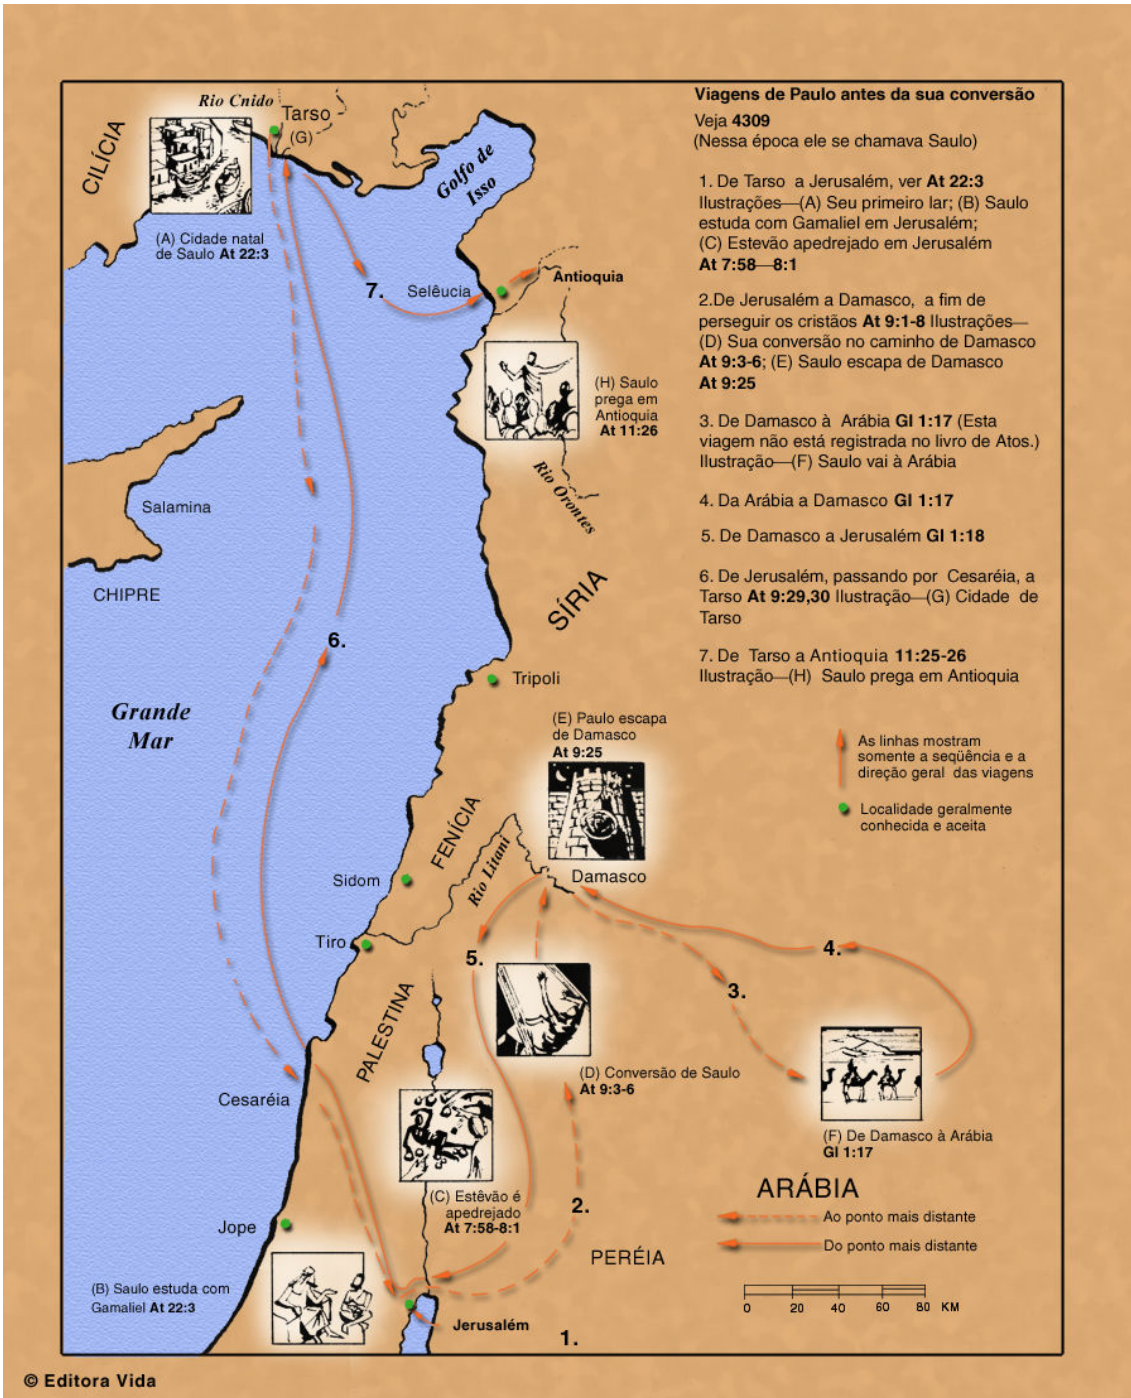 Viagens de Paulo antes da sua conversão
Veja 4309
(Nessa época ele se chamava Saulo)
1. De Tarso a Jerusalém, ver At 22:3
Ilustrações—(A) Seu primeiro lar; (B) Saulo
estuda com Gamaliel em Jerusalém;
(C) Estevão apedrejado em Jerusalém
At 7:58—8:1
2.De Jerusalém a Damasco, a fim de
perseguir os cristãos At 9:1-8 Ilustrações—
(D) Sua conversão no caminho de Damasco
At 9:3-6; (E) Saulo escapa de Damasco
At 9:25
3. De Damasco à Arábia Gl 1:17 (Esta
viagem não está registrada no livro de Atos.)
Ilustração—(F) Saulo vai à Arábia
4. Da Arábia a Damasco Gl 1:17
5. De Damasco a Jerusalém Gl 1:18
6. De Jerusalém, passando por Cesaréia, a
Tarso At 9:29,30 Ilustração—(G) Cidade de
Tarso
7. De Tarso a Antioquia 11:25-26
Ilustração—(H) Saulo prega em Antioquia
As linhas mostram
somente a seqüência e a
direção geral das viagens
Localidade geralmente
conhecida e aceita
Rio Cnido
Tarso
(G)
CILÍCIA
Golfo de
Isso
(A) Cidade natal
de Saulo At 22:3
7.
Selêucia
Antioquia
(H) Saulo
prega em
Antioquia
At 11:26
Rio Orontes
Salamina
CHIPRE
SÍRIA
6.
Tripoli
Grande
Mar
(E) Paulo escapa
de Damasco
At 9:25
FENÍCIA
Rio Litani
Sidom
Damasco
Tiro
5.
4.
3.
PALESTINA
(D) Conversão de Saulo
At 9:3-6
Cesaréia
(F) De Damasco à Arábia
Gl 1:17
(C) Estêvão é
apedrejado
At 7:58-8:1
2.
ARÁBIA
Ao ponto mais distante
Do ponto mais distante
Jope
PERÉIA
(B) Saulo estuda com
Gamaliel At 22:3
Jerusalém
1.
0 20 40 60 80 KM
© Editora Vida